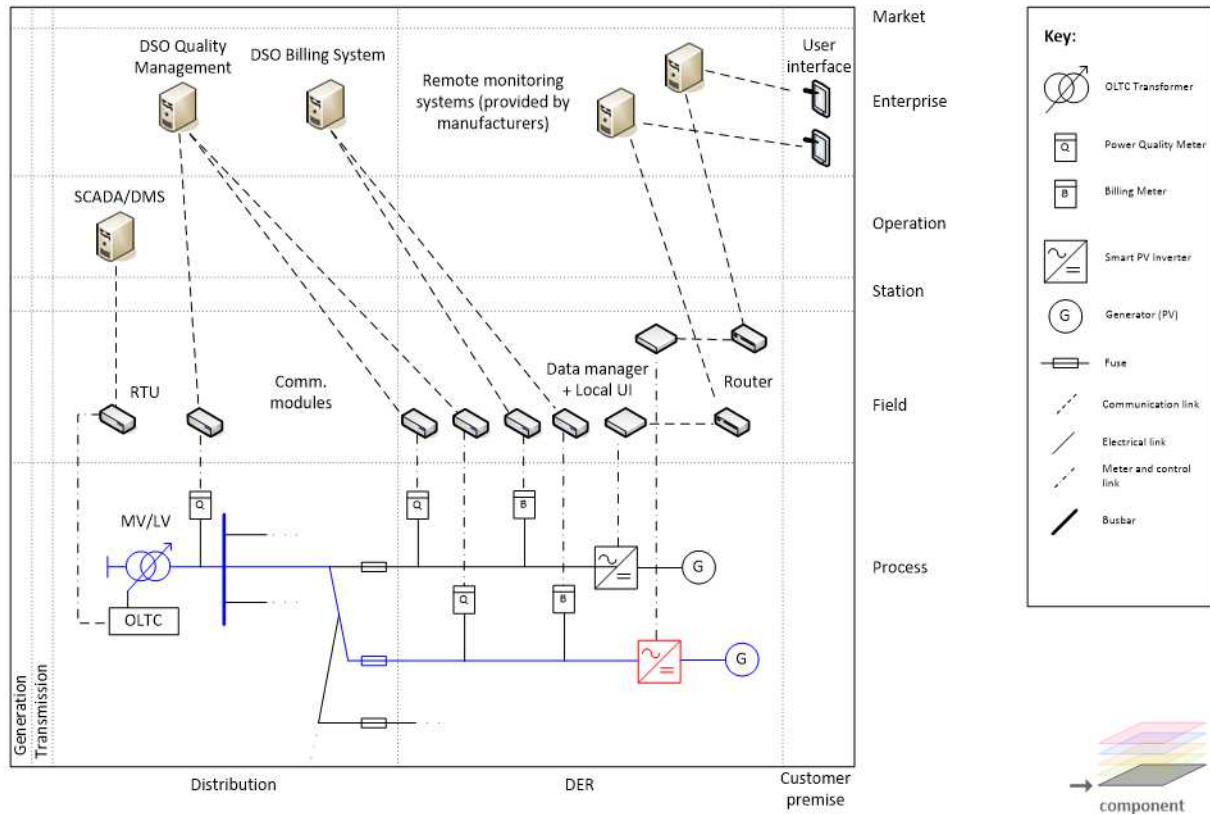 Market
DSO Quality
Management
DSO Billing System
Remote monitoring
systems (provided by
manufacturers)
User
interface
Enterprise
SCADA/DMS
Operation
Station
RTU
Comm.
modules
Data manager
+ Local UI
Router
Field
MV/LV
Q
Q
B
Q
B
G
G
OLTC
Process
Generation
Transmission
Distribution
DER
Customer
premise
Key:
OLTC Transformer
Q
Power Quality Meter
B
Billing Meter
Smart PV Inverter
G
Generator (PV)
Fuse
Communication link
Electrical link
Meter and control
link
Busbar
component